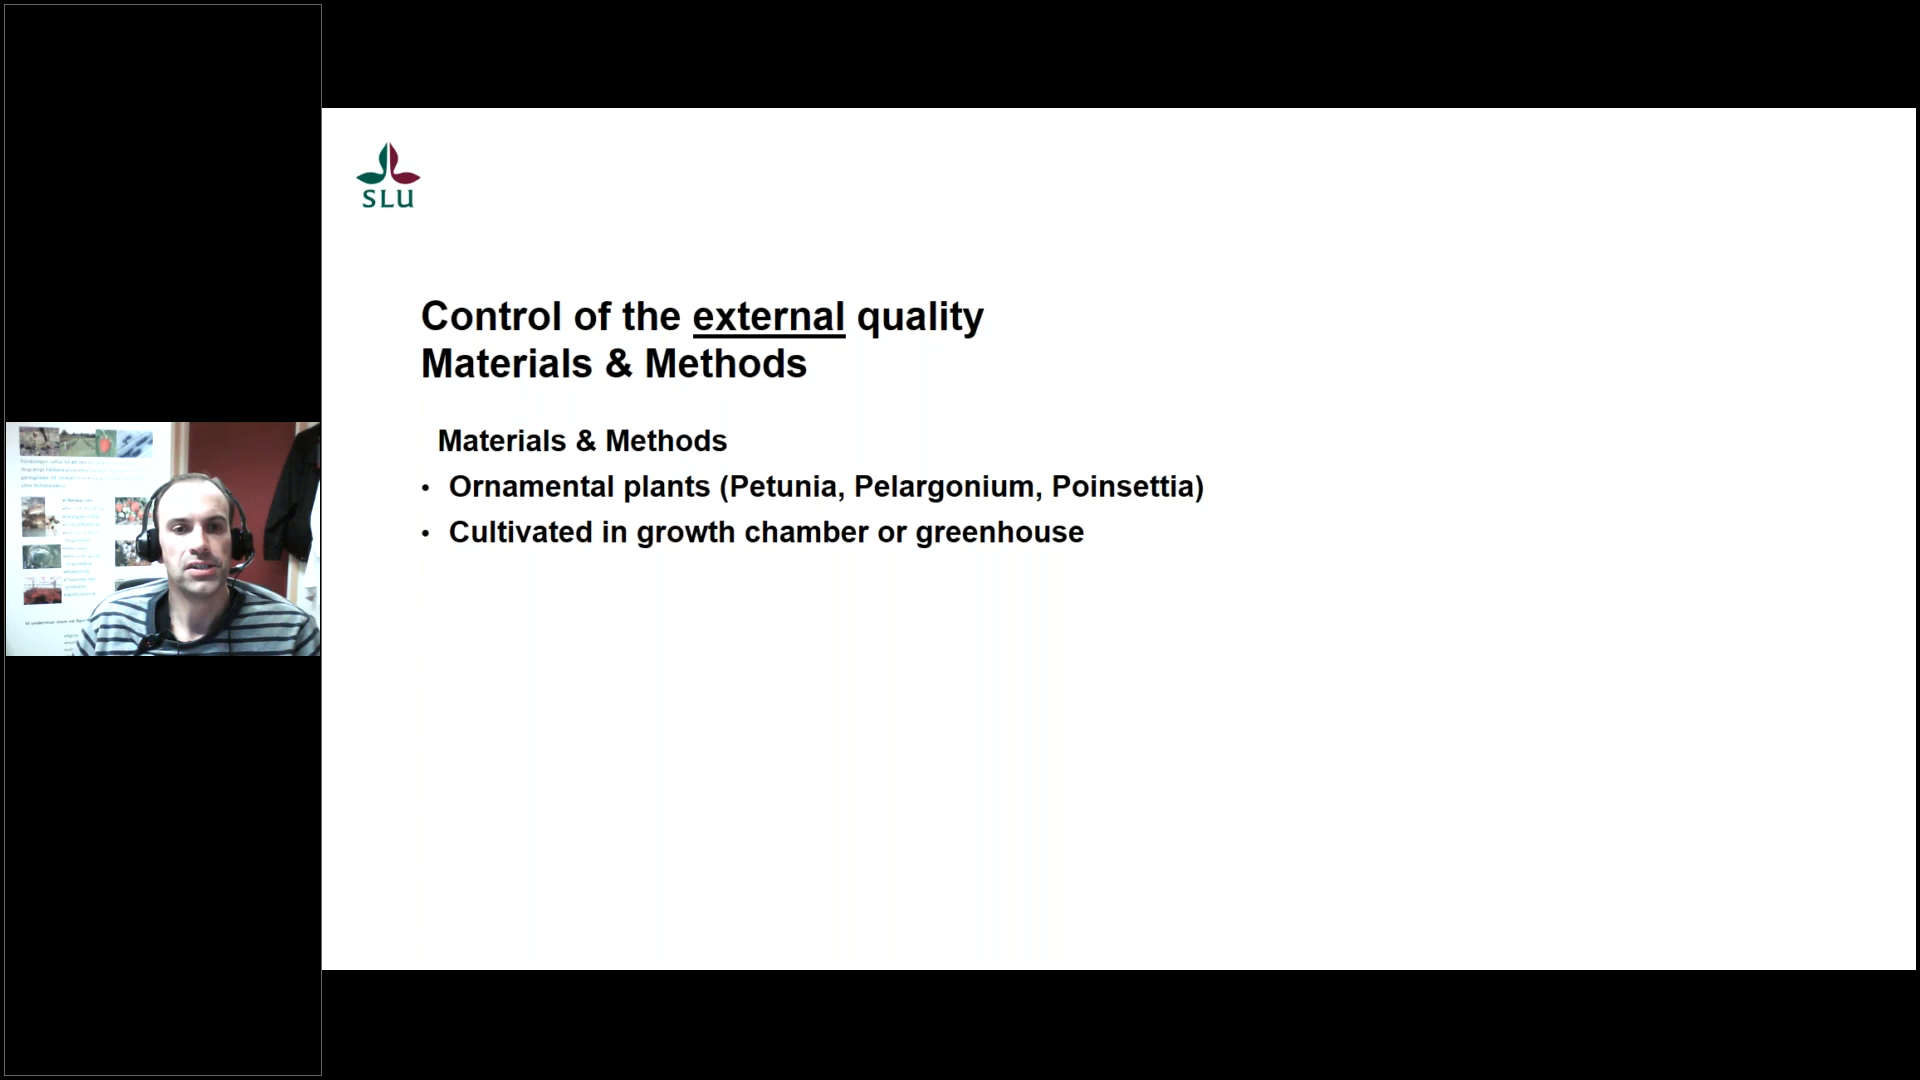 SLU
Control of the external quality
Materials & Methods
Materials & Methods
• Ornamental plants (Petunia, Pelargonium, Poinsettia)
• Cultivated in growth chamber or greenhouse